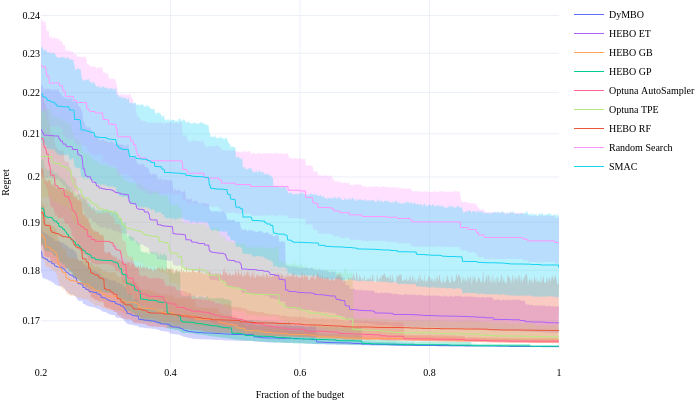 0.24
0.23
0.22
0.21
0.2
0.19
0.18
0.17
Regret
0.2
0.4
0.6
0.8
1
Fraction of the budget
DyMBO
HEBO ET
HEBO GB
HEBO GP
Optuna AutoSampler
Optuna TPE
HEBO RF
Random Search
SMAC